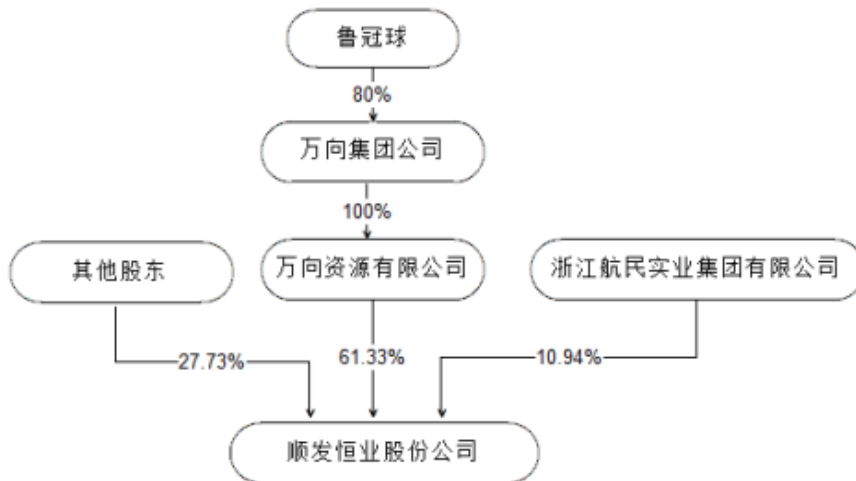 鲁冠球
80%
万向集团公司
100%
其他股东
万向资源有限公司
浙江航民实业集团有限公司
27.73%
61.33%
10.94%
顺发恒业股份公司